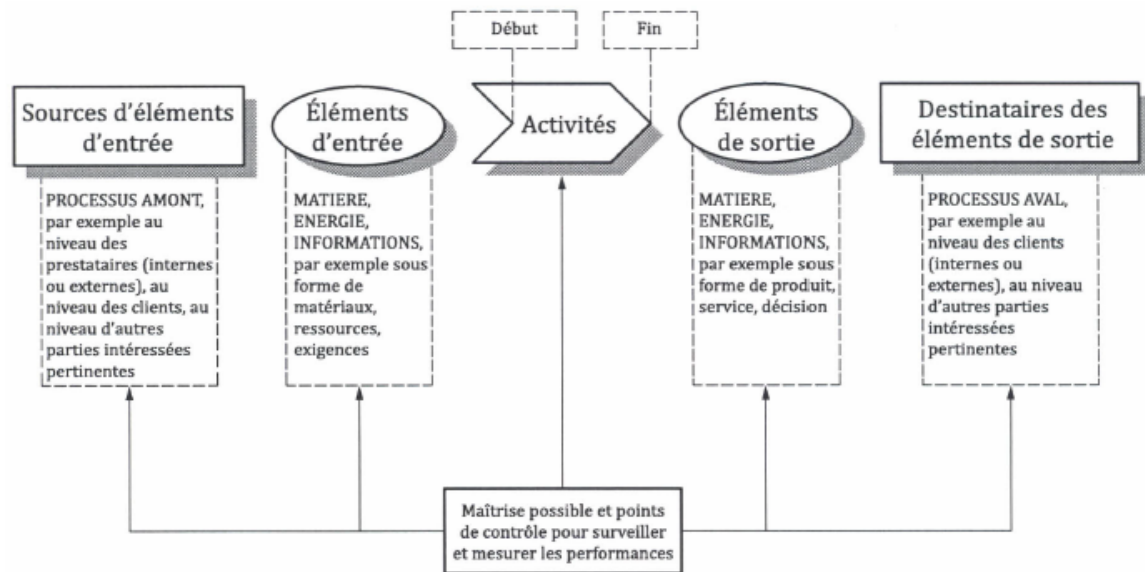 Début
Fin
Sources d'éléments
d'entrée
Éléments
d'entrée
Activités
Éléments
de sortie
Destinataires des
éléments de sortie
PROCESSUS AMONT,
par exemple au
niveau des
prestataires (internes
ou externes), au
niveau des clients, au
niveau d'autres
parties intéressées
pertinentes
MATIERE,
ENERGIE,
INFORMATIONS,
par exemple sous
forme de
matériaux,
ressources,
exigences
MATIERE,
ENERGIE,
INFORMATIONS,
par exemple sous
forme de produit,
service, décision
PROCESSUS AVAL,
par exemple au
niveau des clients
(internes ou
externes), au niveau
d'autres parties
intéressées
pertinentes
Maîtrise possible et points
de contrôle pour surveiller
et mesurer les performances